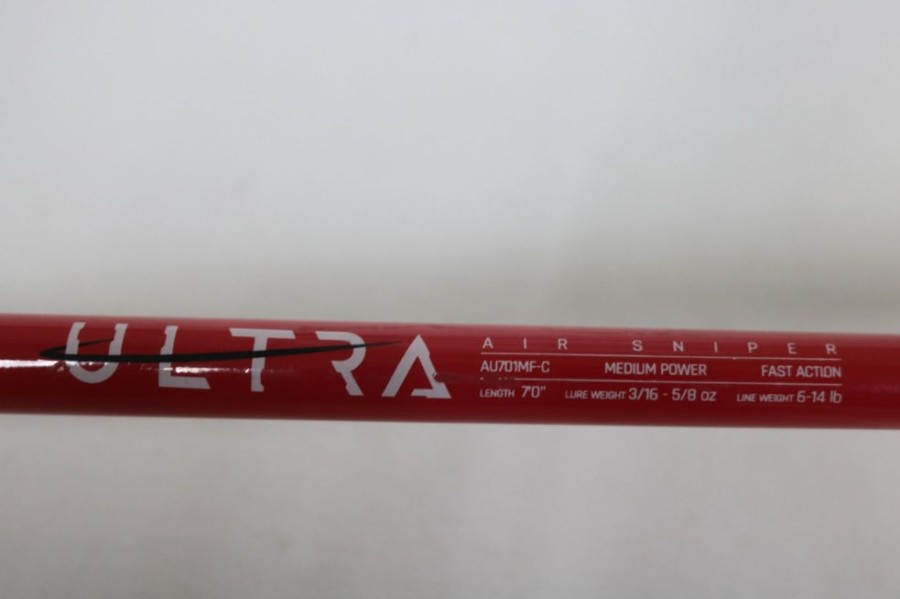 ULTRA
AIR SNIPER
AU701MF-C MEDIUM POWER FAST ACTION
LENGTH 7'0" LURE WEIGHT 3/16 - 5/8 oz LINE WEIGHT 6-14 lb